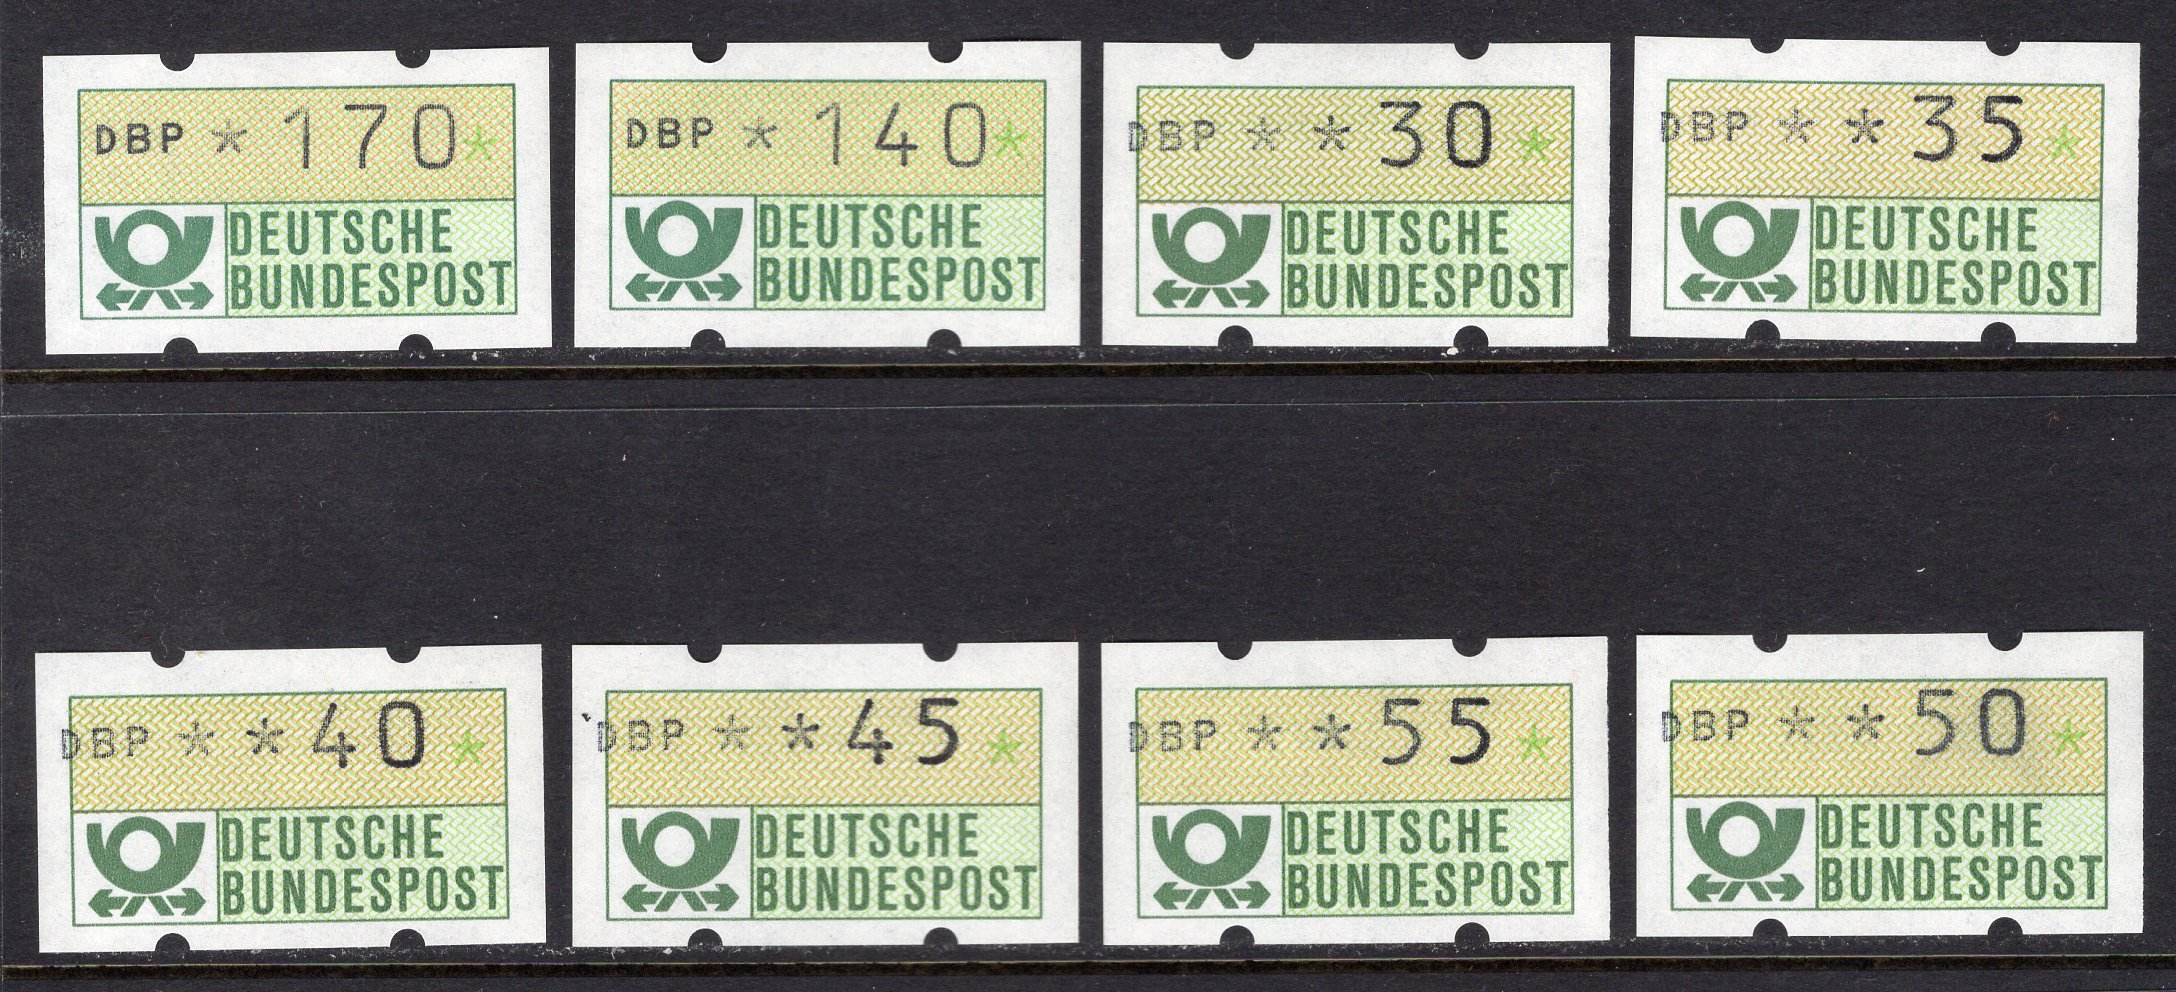 DBP * 170*
DEUTSCHE
BUNDESPOST
DBP * 140*
DEUTSCHE
BUNDESPOST
DBP * * 30 *
DEUTSCHE
BUNDESPOST
DBP * * 35 *
DEUTSCHE
BUNDESPOST
DBP * * 40 *
DEUTSCHE
BUNDESPOST
DBP * * 45 *
DEUTSCHE
BUNDESPOST
DBP * * 55 *
DEUTSCHE
BUNDESPOST
DBP * * 50 *
DEUTSCHE
BUNDESPOST